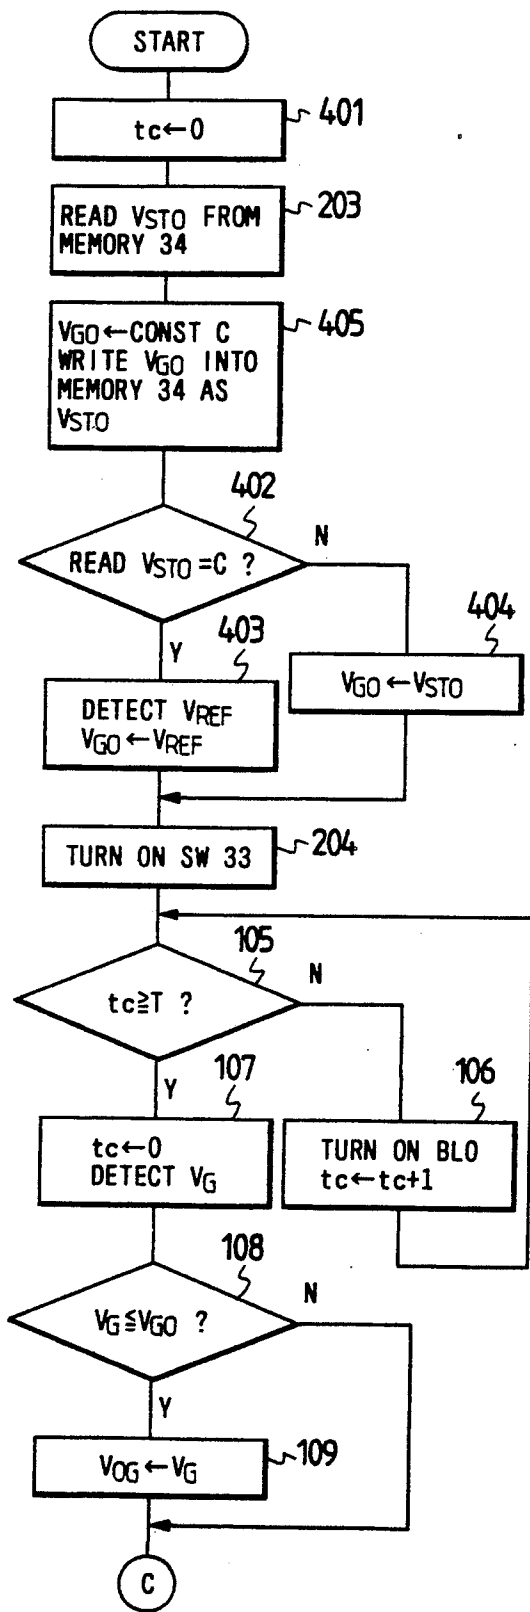 START
401
tc←0
203
READ VSTO FROM
MEMORY 34
405
VGO←CONST C
WRITE VGO INTO
MEMORY 34 AS
VSTO
402
READ VSTO=C ?
N
Y
403
404
DETECT VREF
VGO←VREF
VGO←VSTO
TURN ON SW 33
204
105
tc≧T ?
N
Y
107
106
tc←0
DETECT VG
TURN ON BLO
tc←tc+1
108
VG≦VGO ?
N
Y
VOG←VG
109
C